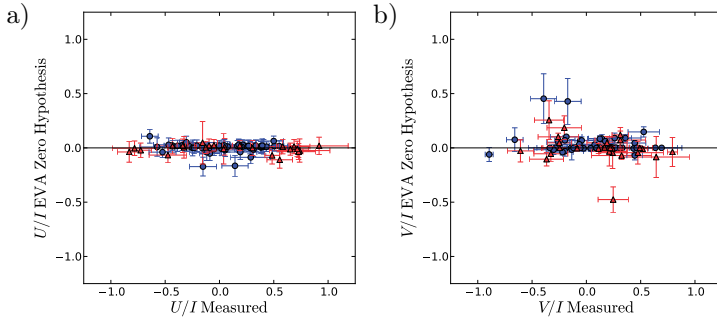 a)
U/I EVA Zero Hypothesis
1.0
0.5
0.0
−0.5
−1.0
−1.0 −0.5 0.0 0.5 1.0
U/I Measured
b)
V/I EVA Zero Hypothesis
1.0
0.5
0.0
−0.5
−1.0
−1.0 −0.5 0.0 0.5 1.0
V/I Measured